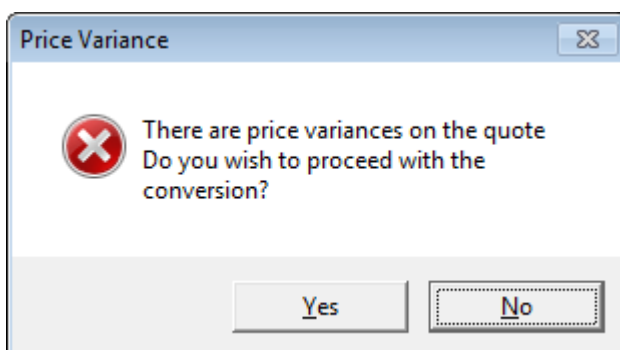 Price Variance
There are price variances on the quote
Do you wish to proceed with the
conversion?
Yes
No